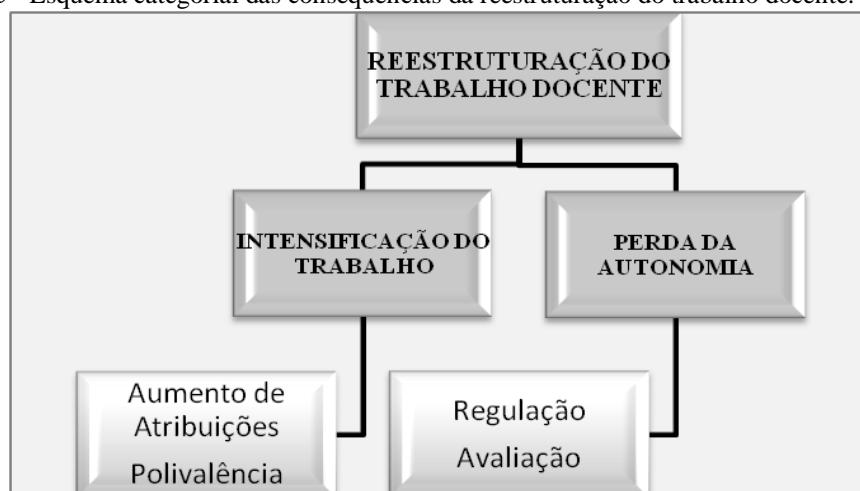 Esquema categorial das consequências da reestruturação do trabalho docente.
REESTRUTURAÇÃO DO
TRABALHO DOCENTE
INTENSIFICAÇÃO DO
TRABALHO
PERDA DA
AUTONOMIA
Aumento de
Atribuições
Polivalência
Regulação
Avaliação